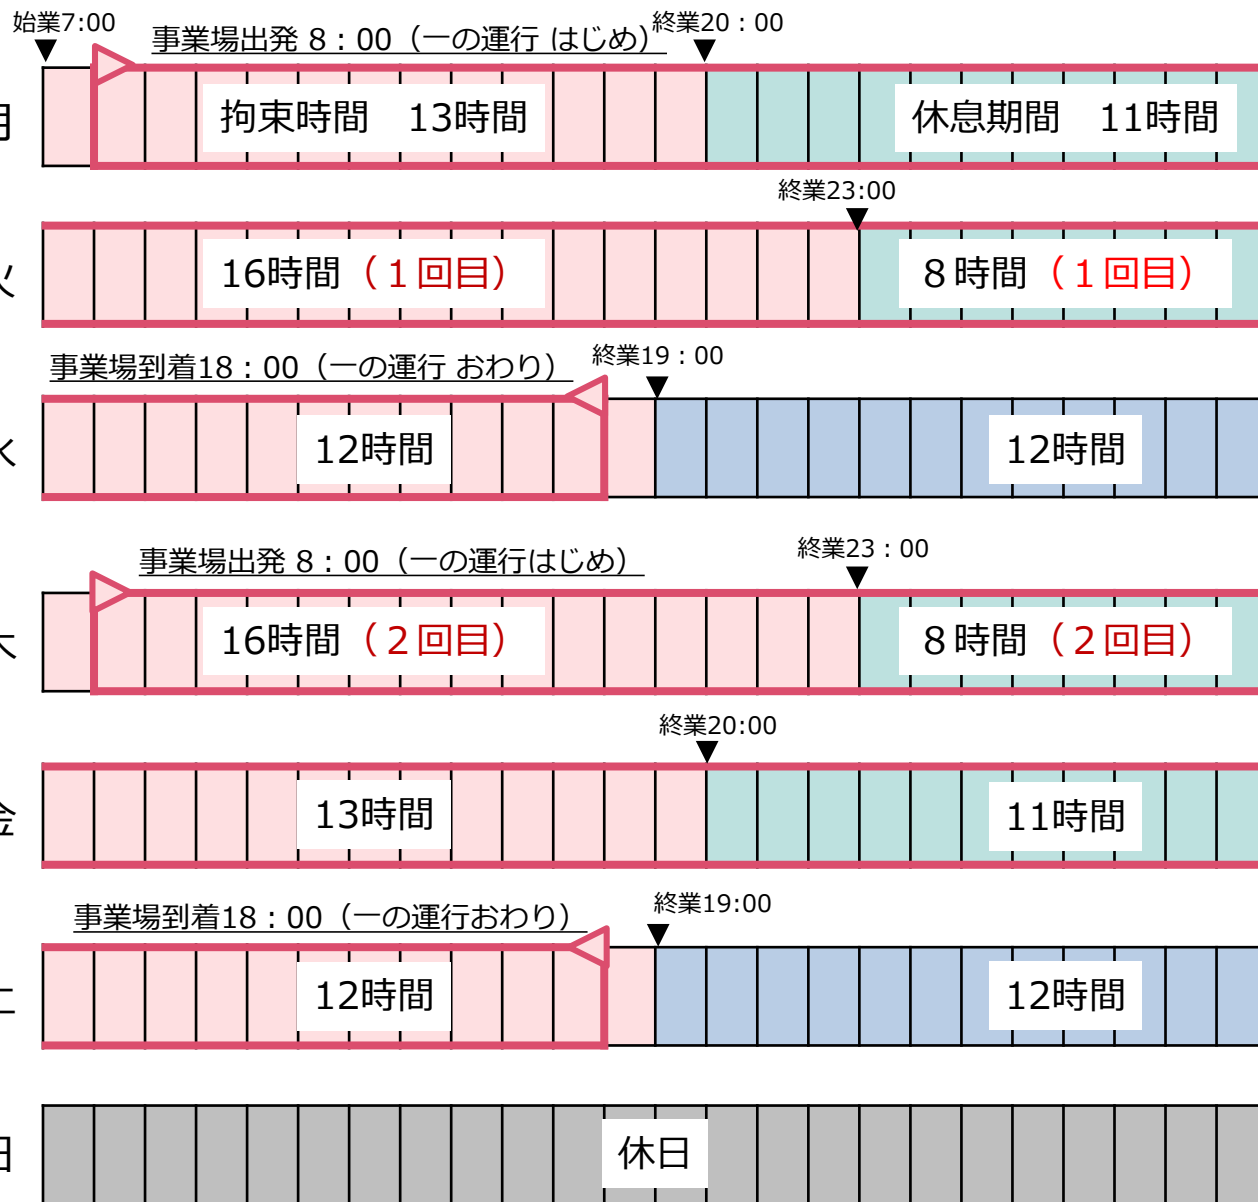 始業7:00
事業場出発 8：00（一の運行 はじめ）
終業20：00
月
拘束時間　13時間
休息期間　11時間
終業23:00
火
16時間（１回目）
８時間（１回目）
事業場到着18：00（一の運行 おわり）
終業19：00
水
12時間
12時間
事業場出発 8：00（一の運行はじめ）
終業23：00
木
16時間（２回目）
８時間（２回目）
終業20:00
金
13時間
11時間
事業場到着18：00（一の運行おわり）
終業19:00
土
12時間
12時間
日
休日